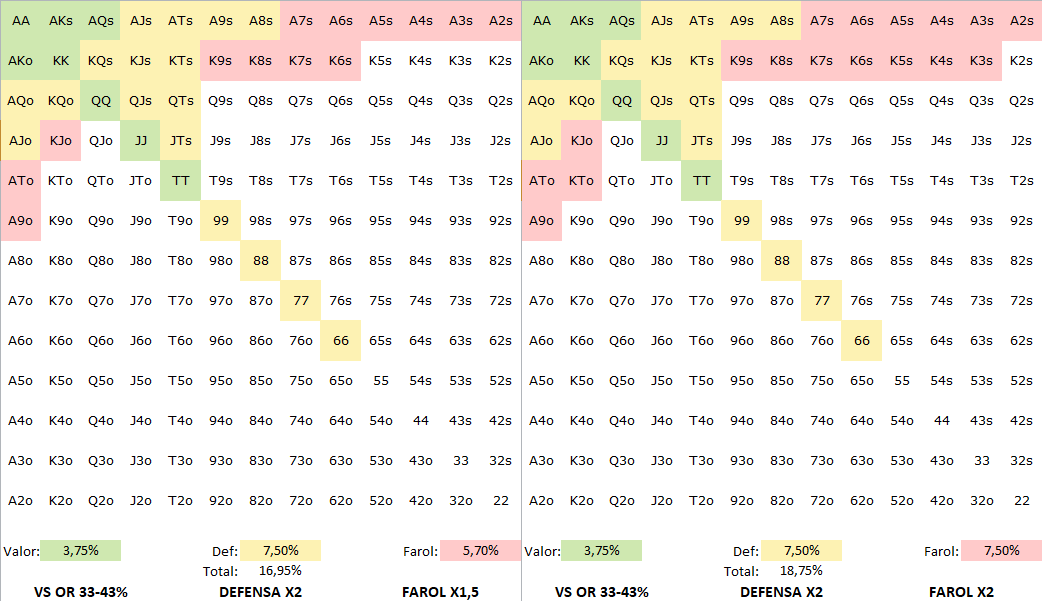 AA AKs AQs AJs ATs A9s A8s A7s A6s A5s A4s A3s A2s AA AKs AQs AJs ATs A9s A8s A7s A6s A5s A4s A3s A2s
AKo KK KQs KJs KTs K9s K8s K7s K6s K5s K4s K3s K2s AKo KK KQs KJs KTs K9s K8s K7s K6s K5s K4s K3s K2s
AQo KQo QQ QJs QTs Q9s Q8s Q7s Q6s Q5s Q4s Q3s Q2s AQo KQo QQ QJs QTs Q9s Q8s Q7s Q6s Q5s Q4s Q3s Q2s
AJo KJo QJo JJ JTs J9s J8s J7s J6s J5s J4s J3s J2s AJo KJo QJo JJ JTs J9s J8s J7s J6s J5s J4s J3s J2s
ATo KTo QTo JTo TT T9s T8s T7s T6s T5s T4s T3s T2s ATo KTo QTo JTo TT T9s T8s T7s T6s T5s T4s T3s T2s
A9o K9o Q9o J9o T9o 99 98s 97s 96s 95s 94s 93s 92s A9o K9o Q9o J9o T9o 99 98s 97s 96s 95s 94s 93s 92s
A8o K8o Q8o J8o T8o 98o 88 87s 86s 85s 84s 83s 82s A8o K8o Q8o J8o T8o 98o 88 87s 86s 85s 84s 83s 82s
A7o K7o Q7o J7o T7o 97o 87o 77 76s 75s 74s 73s 72s A7o K7o Q7o J7o T7o 97o 87o 77 76s 75s 74s 73s 72s
A6o K6o Q6o J6o T6o 96o 86o 76o 66 65s 64s 63s 62s A6o K6o Q6o J6o T6o 96o 86o 76o 66 65s 64s 63s 62s
A5o K5o Q5o J5o T5o 95o 85o 75o 65o 55 54s 53s 52s A5o K5o Q5o J5o T5o 95o 85o 75o 65o 55 54s 53s 52s
A4o K4o Q4o J4o T4o 94o 84o 74o 64o 54o 44 43s 42s A4o K4o Q4o J4o T4o 94o 84o 74o 64o 54o 44 43s 42s
A3o K3o Q3o J3o T3o 93o 83o 73o 63o 53o 43o 33 32s A3o K3o Q3o J3o T3o 93o 83o 73o 63o 53o 43o 33 32s
A2o K2o Q2o J2o T2o 92o 82o 72o 62o 52o 42o 32o 22 A2o K2o Q2o J2o T2o 92o 82o 72o 62o 52o 42o 32o 22
Valor: 3,75% Def: 7,50% Farol: 5,70% Valor: 3,75% Def: 7,50% Farol: 7,50%
Total: 16,95% Total: 18,75%
VS OR 33-43% DEFENSA X2 FAROL X1,5 VS OR 33-43% DEFENSA X2 FAROL X2